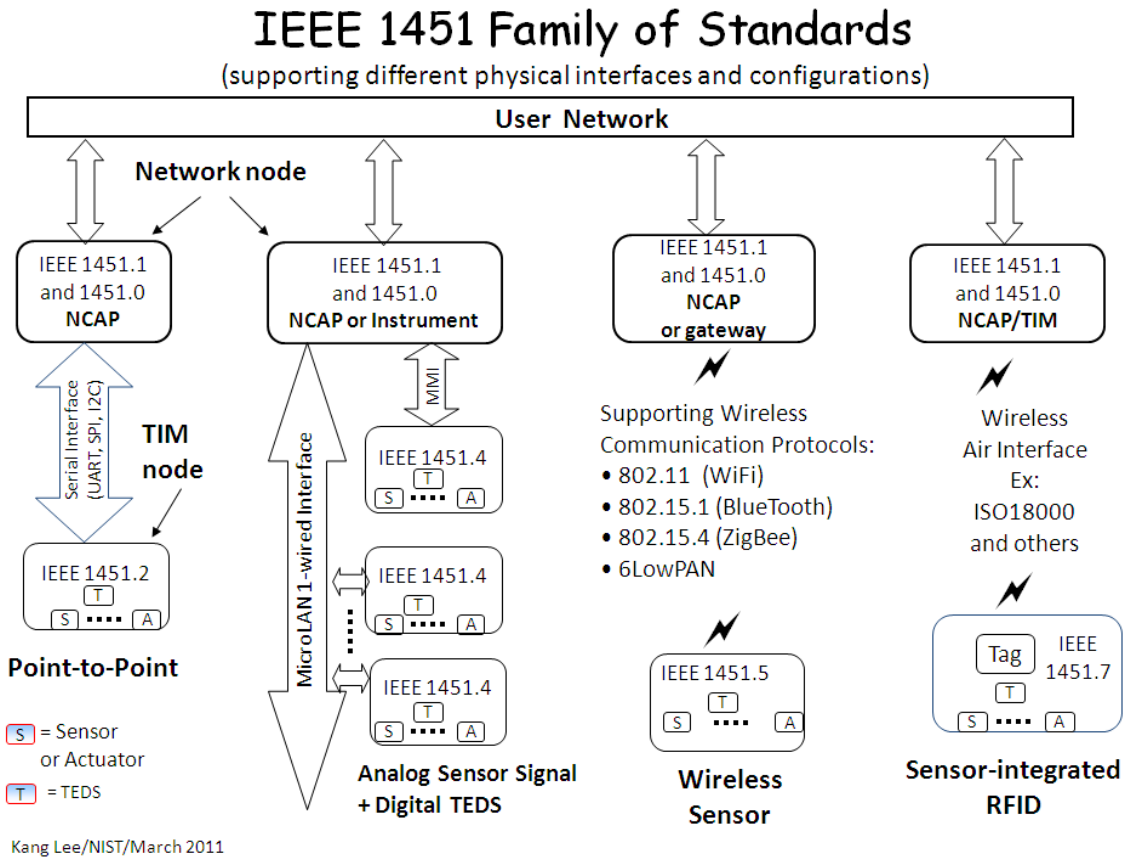 IEEE 1451 Family of Standards
(supporting different physical interfaces and configurations)
User Network
Network node
IEEE 1451.1
and 1451.0
NCAP
IEEE 1451.1
and 1451.0
NCAP or Instrument
IEEE 1451.1
and 1451.0
NCAP
or gateway
IEEE 1451.1
and 1451.0
NCAP/TIM
Serial Interface
(UART, SPI, I2C)
TIM
node
IEEE 1451.2
T
S
A
Point-to-Point
MicroLAN 1-wired Interface
MMI
IEEE 1451.4
T
S
A
IEEE 1451.4
T
S
A
IEEE 1451.4
T
S
A
Analog Sensor Signal
+ Digital TEDS
Supporting Wireless
Communication Protocols:
• 802.11 (WiFi)
• 802.15.1 (BlueTooth)
• 802.15.4 (ZigBee)
• 6LowPAN
IEEE 1451.5
T
S
A
Wireless
Sensor
Wireless
Air Interface
Ex:
ISO18000
and others
Tag
IEEE
1451.7
T
S
A
Sensor-integrated
RFID
S = Sensor
or Actuator
T = TEDS
Kang Lee/NIST/March 2011